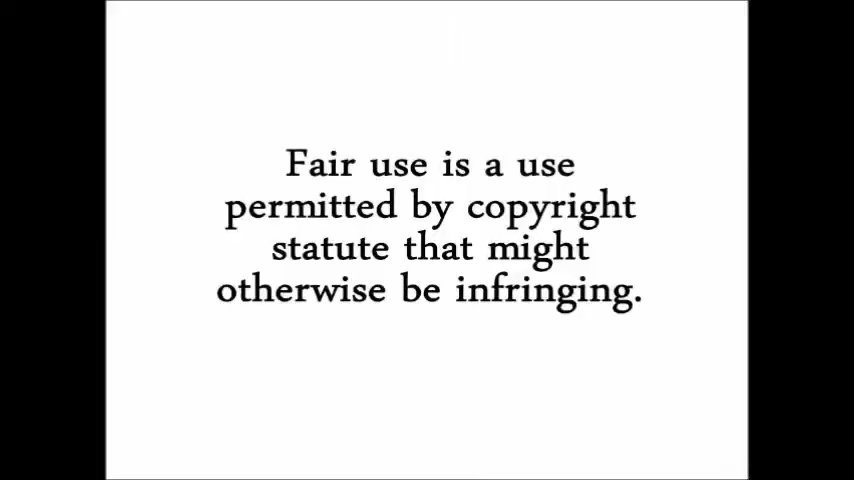 Fair use is a use
permitted by copyright
statute that might
otherwise be infringing.